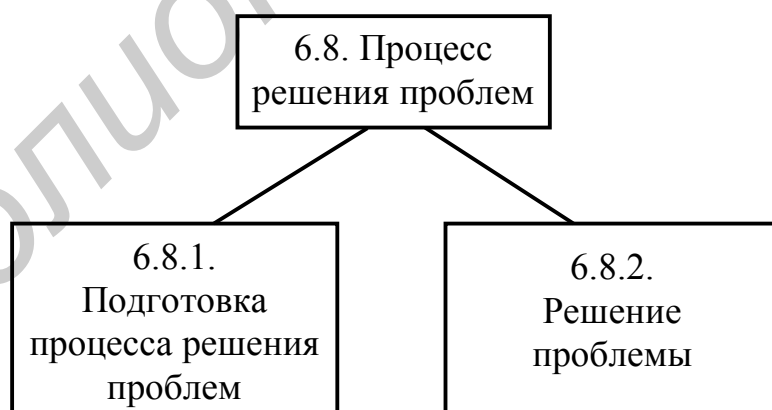 6.8. Процесс
решения проблем
6.8.1.
Подготовка
процесса решения
проблем
6.8.2.
Решение
проблемы